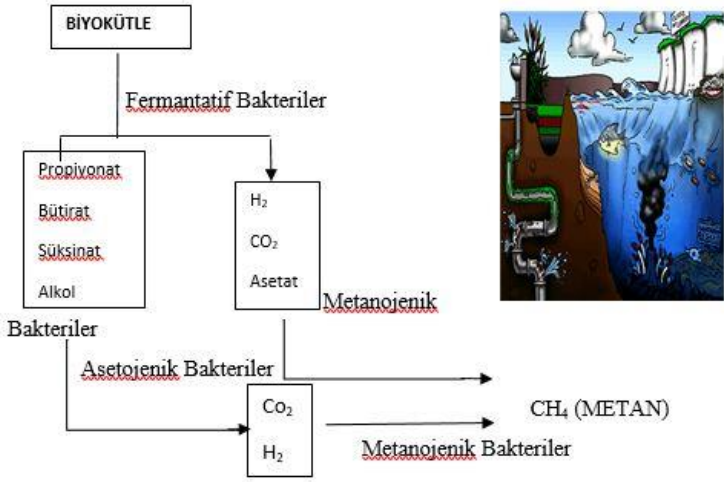 BİYOKÜTLE
Fermantatif Bakteriler
Propiyonat
Bütirat
Süksinat
Alkol
H₂
CO₂
Asetat
Metanojenik
Bakteriler
Asetojenik Bakteriler
Co₂
H₂
CH₄ (METAN)
Metanojenik Bakteriler